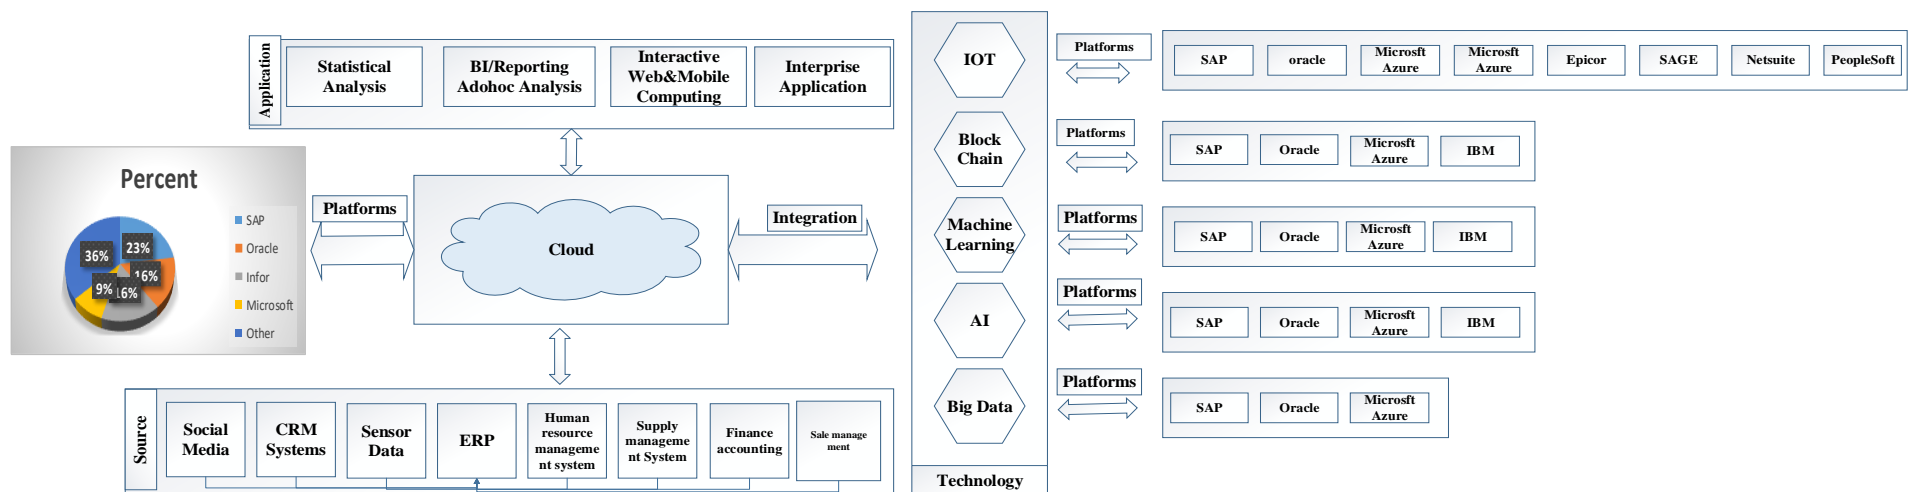 Application
Statistical
Analysis
BI/Reporting
Adohoc Analysis
Interactive
Web&Mobile
Computing
Interprise
Application
Percent
23%
16%
16%
9%
36%
SAP
Oracle
Infor
Microsoft
Other
Platforms
Cloud
Integration
Source
Social
Media
CRM
Systems
Sensor
Data
ERP
Human
resource
manageme
nt system
Supply
manageme
nt System
Finance
accounting
Sale manage
ment
IOT
Platforms
SAP
oracle
Microsft
Azure
Microsft
Azure
Epicor
SAGE
Netsuite
PeopleSoft
Block
Chain
Platforms
SAP
Oracle
Microsft
Azure
IBM
Machine
Learning
Platforms
SAP
Oracle
Microsft
Azure
IBM
AI
Platforms
SAP
Oracle
Microsft
Azure
IBM
Big Data
Platforms
SAP
Oracle
Microsft
Azure
Technology